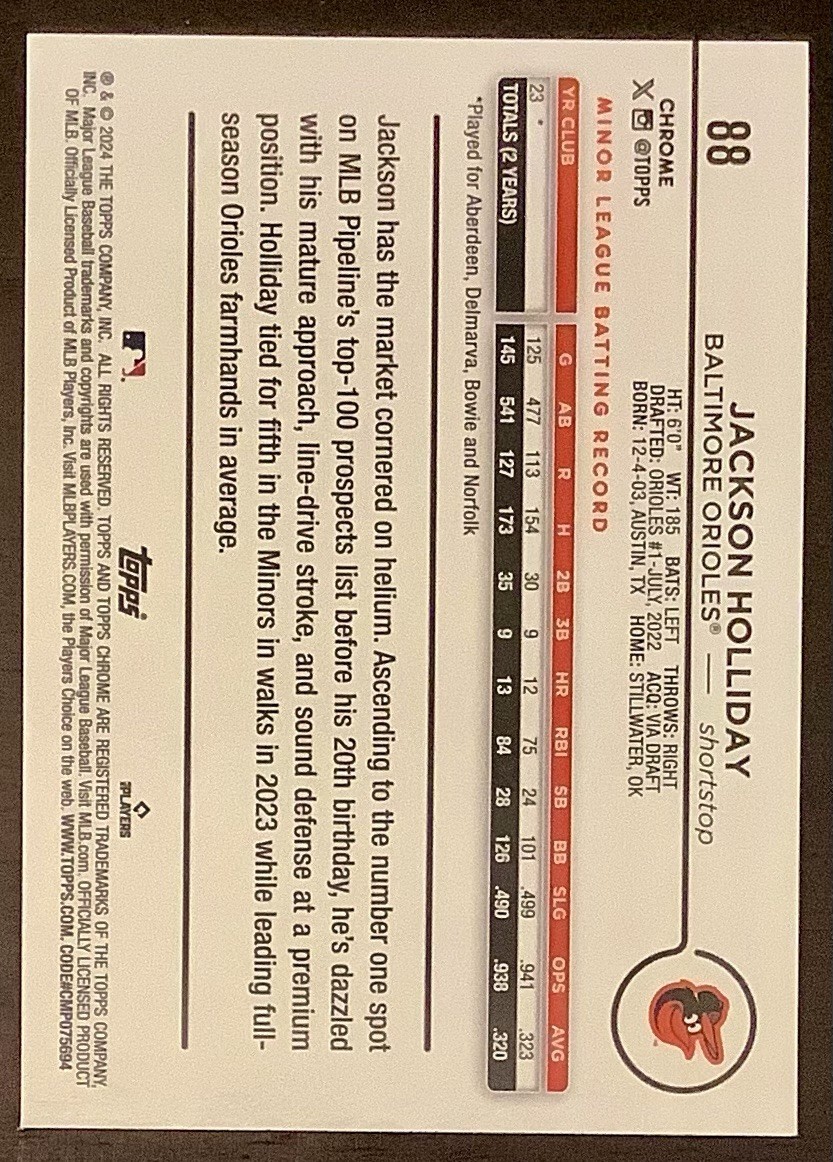 88
JACKSON HOLLIDAY
BALTIMORE ORIOLES® — shortstop
CHROME
X @TOPPS
HT: 6'0" WT: 185 BATS: LEFT THROWS: RIGHT
DRAFTED: ORIOLES #1-JULY, 2022 ACQ: VIA DRAFT
BORN: 12-4-03, AUSTIN, TX HOME: STILLWATER, OK
MINOR LEAGUE BATTING RECORD
YR CLUB G AB R H 2B 3B HR RBI SB BB SLG OPS AVG
23 * 125 477 113 154 30 9 12 75 24 101 .499 .941 .323
TOTALS (2 YEARS) 145 541 127 173 35 9 13 84 28 126 .490 .938 .320
*Played for Aberdeen, Delmarva, Bowie and Norfolk
Jackson has the market cornered on helium. Ascending to the number one spot
on MLB Pipeline's top-100 prospects list before his 20th birthday, he's dazzled
with his mature approach, line-drive stroke, and sound defense at a premium
position. Holliday tied for fifth in the Minors in walks in 2023 while leading full-
season Orioles farmhands in average.
topps
PLAYERS
® & © 2024 THE TOPPS COMPANY, INC. ALL RIGHTS RESERVED. TOPPS AND TOPPS CHROME ARE REGISTERED TRADEMARKS OF THE TOPPS COMPANY,
INC. Major League Baseball trademarks and copyrights are used with permission of Major League Baseball. Visit MLB.com. OFFICIALLY LICENSED PRODUCT
OF MLB. Officially Licensed Product of MLB Players, Inc. Visit MLBPLAYERS.COM, the Players Choice on the web. WWW.TOPPS.COM. CODE#CMP075694